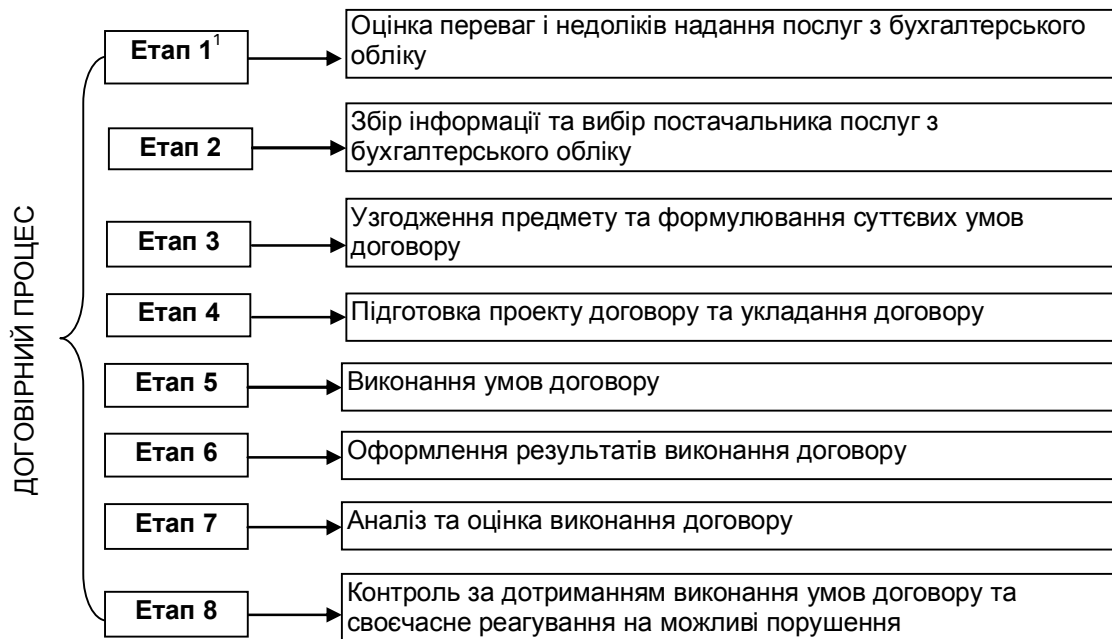 ДОГОВІРНИЙ ПРОЦЕС
Етап 1¹
Оцінка переваг і недоліків надання послуг з бухгалтерського
обліку
Етап 2
Збір інформації та вибір постачальника послуг з
бухгалтерського обліку
Етап 3
Узгодження предмету та формулювання суттєвих умов
договору
Етап 4
Підготовка проекту договору та укладання договору
Етап 5
Виконання умов договору
Етап 6
Оформлення результатів виконання договору
Етап 7
Аналіз та оцінка виконання договору
Етап 8
Контроль за дотриманням виконання умов договору та
своєчасне реагування на можливі порушення